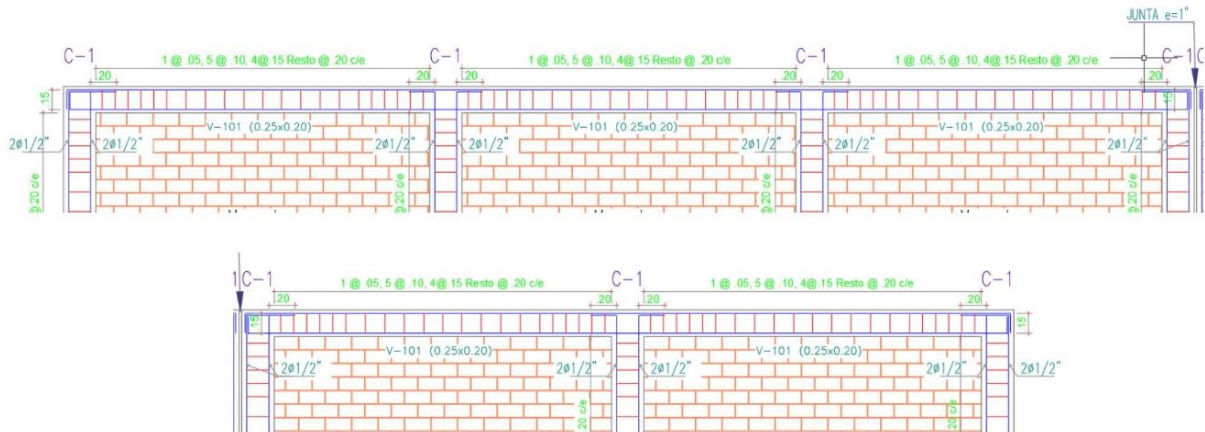 JUNTA e=1"
C-1 1 @ .05, 5 @ .10, 4@ 15 Resto @ .20 c/e C-1 1 @ .05, 5 @ .10, 4@ 15 Resto @ .20 c/e C-1 1 @ .05, 5 @ .10, 4@ 15 Resto @ .20 c/e C-1 C
.20 .20 .20 .20 .20 .20
15 15
V-101 (0.25x0.20) V-101 (0.25x0.20) V-101 (0.25x0.20)
2ø1/2" 2ø1/2" 2ø1/2" 2ø1/2" 2ø1/2" 2ø1/2"
@ 20 c/e @ 20 c/e @ 20 c/e @ 20 c/e
1 C-1 1 @ .05, 5 @ .10, 4@ 15 Resto @ .20 c/e C-1 1 @ .05, 5 @ .10, 4@ 15 Resto @ .20 c/e C-1
.20 .20 .20 .20
15 15
V-101 (0.25x0.20) V-101 (0.25x0.20)
2ø1/2" 2ø1/2" 2ø1/2" 2ø1/2"
20 c/e 20 c/e